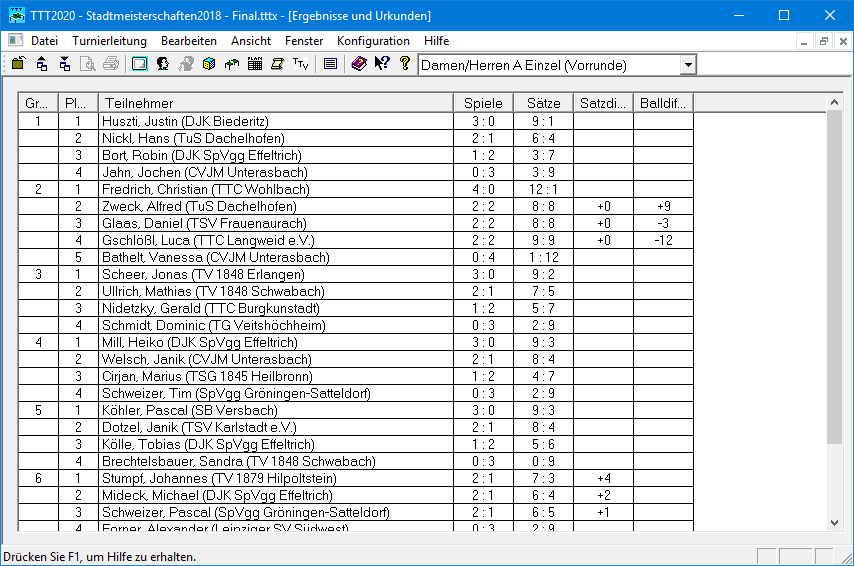 TTT2020 - Stadtmeisterschaften2018 - Final.tttx - [Ergebnisse und Urkunden]
Datei Turnierleitung Bearbeiten Ansicht Fenster Konfiguration Hilfe
Damen/Herren A Einzel (Vorrunde)
Gr... Pl... Teilnehmer Spiele Sätze Satzdi... Balldif...
1 1 Huszti, Justin (DJK Biederitz) 3 : 0 9 : 1
2 Nickl, Hans (TuS Dachelhofen) 2 : 1 6 : 4
3 Bort, Robin (DJK SpVgg Effeltrich) 1 : 2 3 : 7
4 Jahn, Jochen (CVJM Unterasbach) 0 : 3 3 : 9
2 1 Fredrich, Christian (TTC Wohlbach) 4 : 0 12 : 1
2 Zweck, Alfred (TuS Dachelhofen) 2 : 2 8 : 8 +0 +9
3 Glaas, Daniel (TSV Frauenaurach) 2 : 2 8 : 8 +0 -3
4 Gschlößl, Luca (TTC Langweid e.V.) 2 : 2 9 : 9 +0 -12
5 Bathelt, Vanessa (CVJM Unterasbach) 0 : 4 1 : 12
3 1 Scheer, Jonas (TV 1848 Erlangen) 3 : 0 9 : 2
2 Ullrich, Mathias (TV 1848 Schwabach) 2 : 1 7 : 5
3 Nidetzky, Gerald (TTC Burgkunstadt) 1 : 2 5 : 7
4 Schmidt, Dominic (TG Veitshöchheim) 0 : 3 2 : 9
4 1 Mill, Heiko (DJK SpVgg Effeltrich) 3 : 0 9 : 3
2 Welsch, Janik (CVJM Unterasbach) 2 : 1 8 : 4
3 Cirjan, Marius (TSG 1845 Heilbronn) 1 : 2 4 : 7
4 Schweizer, Tim (SpVgg Gröningen-Satteldorf) 0 : 3 2 : 9
5 1 Köhler, Pascal (SB Versbach) 3 : 0 9 : 3
2 Dotzel, Janik (TSV Karlstadt e.V.) 2 : 1 8 : 4
3 Kölle, Tobias (DJK SpVgg Effeltrich) 1 : 2 5 : 6
4 Brechtelsbauer, Sandra (TV 1848 Schwabach) 0 : 3 0 : 9
6 1 Stumpf, Johannes (TV 1879 Hilpoltstein) 2 : 1 7 : 3 +4
2 Mideck, Michael (DJK SpVgg Effeltrich) 2 : 1 6 : 4 +2
3 Schweizer, Pascal (SpVgg Gröningen-Satteldorf) 2 : 1 6 : 5 +1
4 Forner, Alexander (Leipziger SV Südwest) 0 : 3 2 : 9
Drücken Sie F1, um Hilfe zu erhalten.